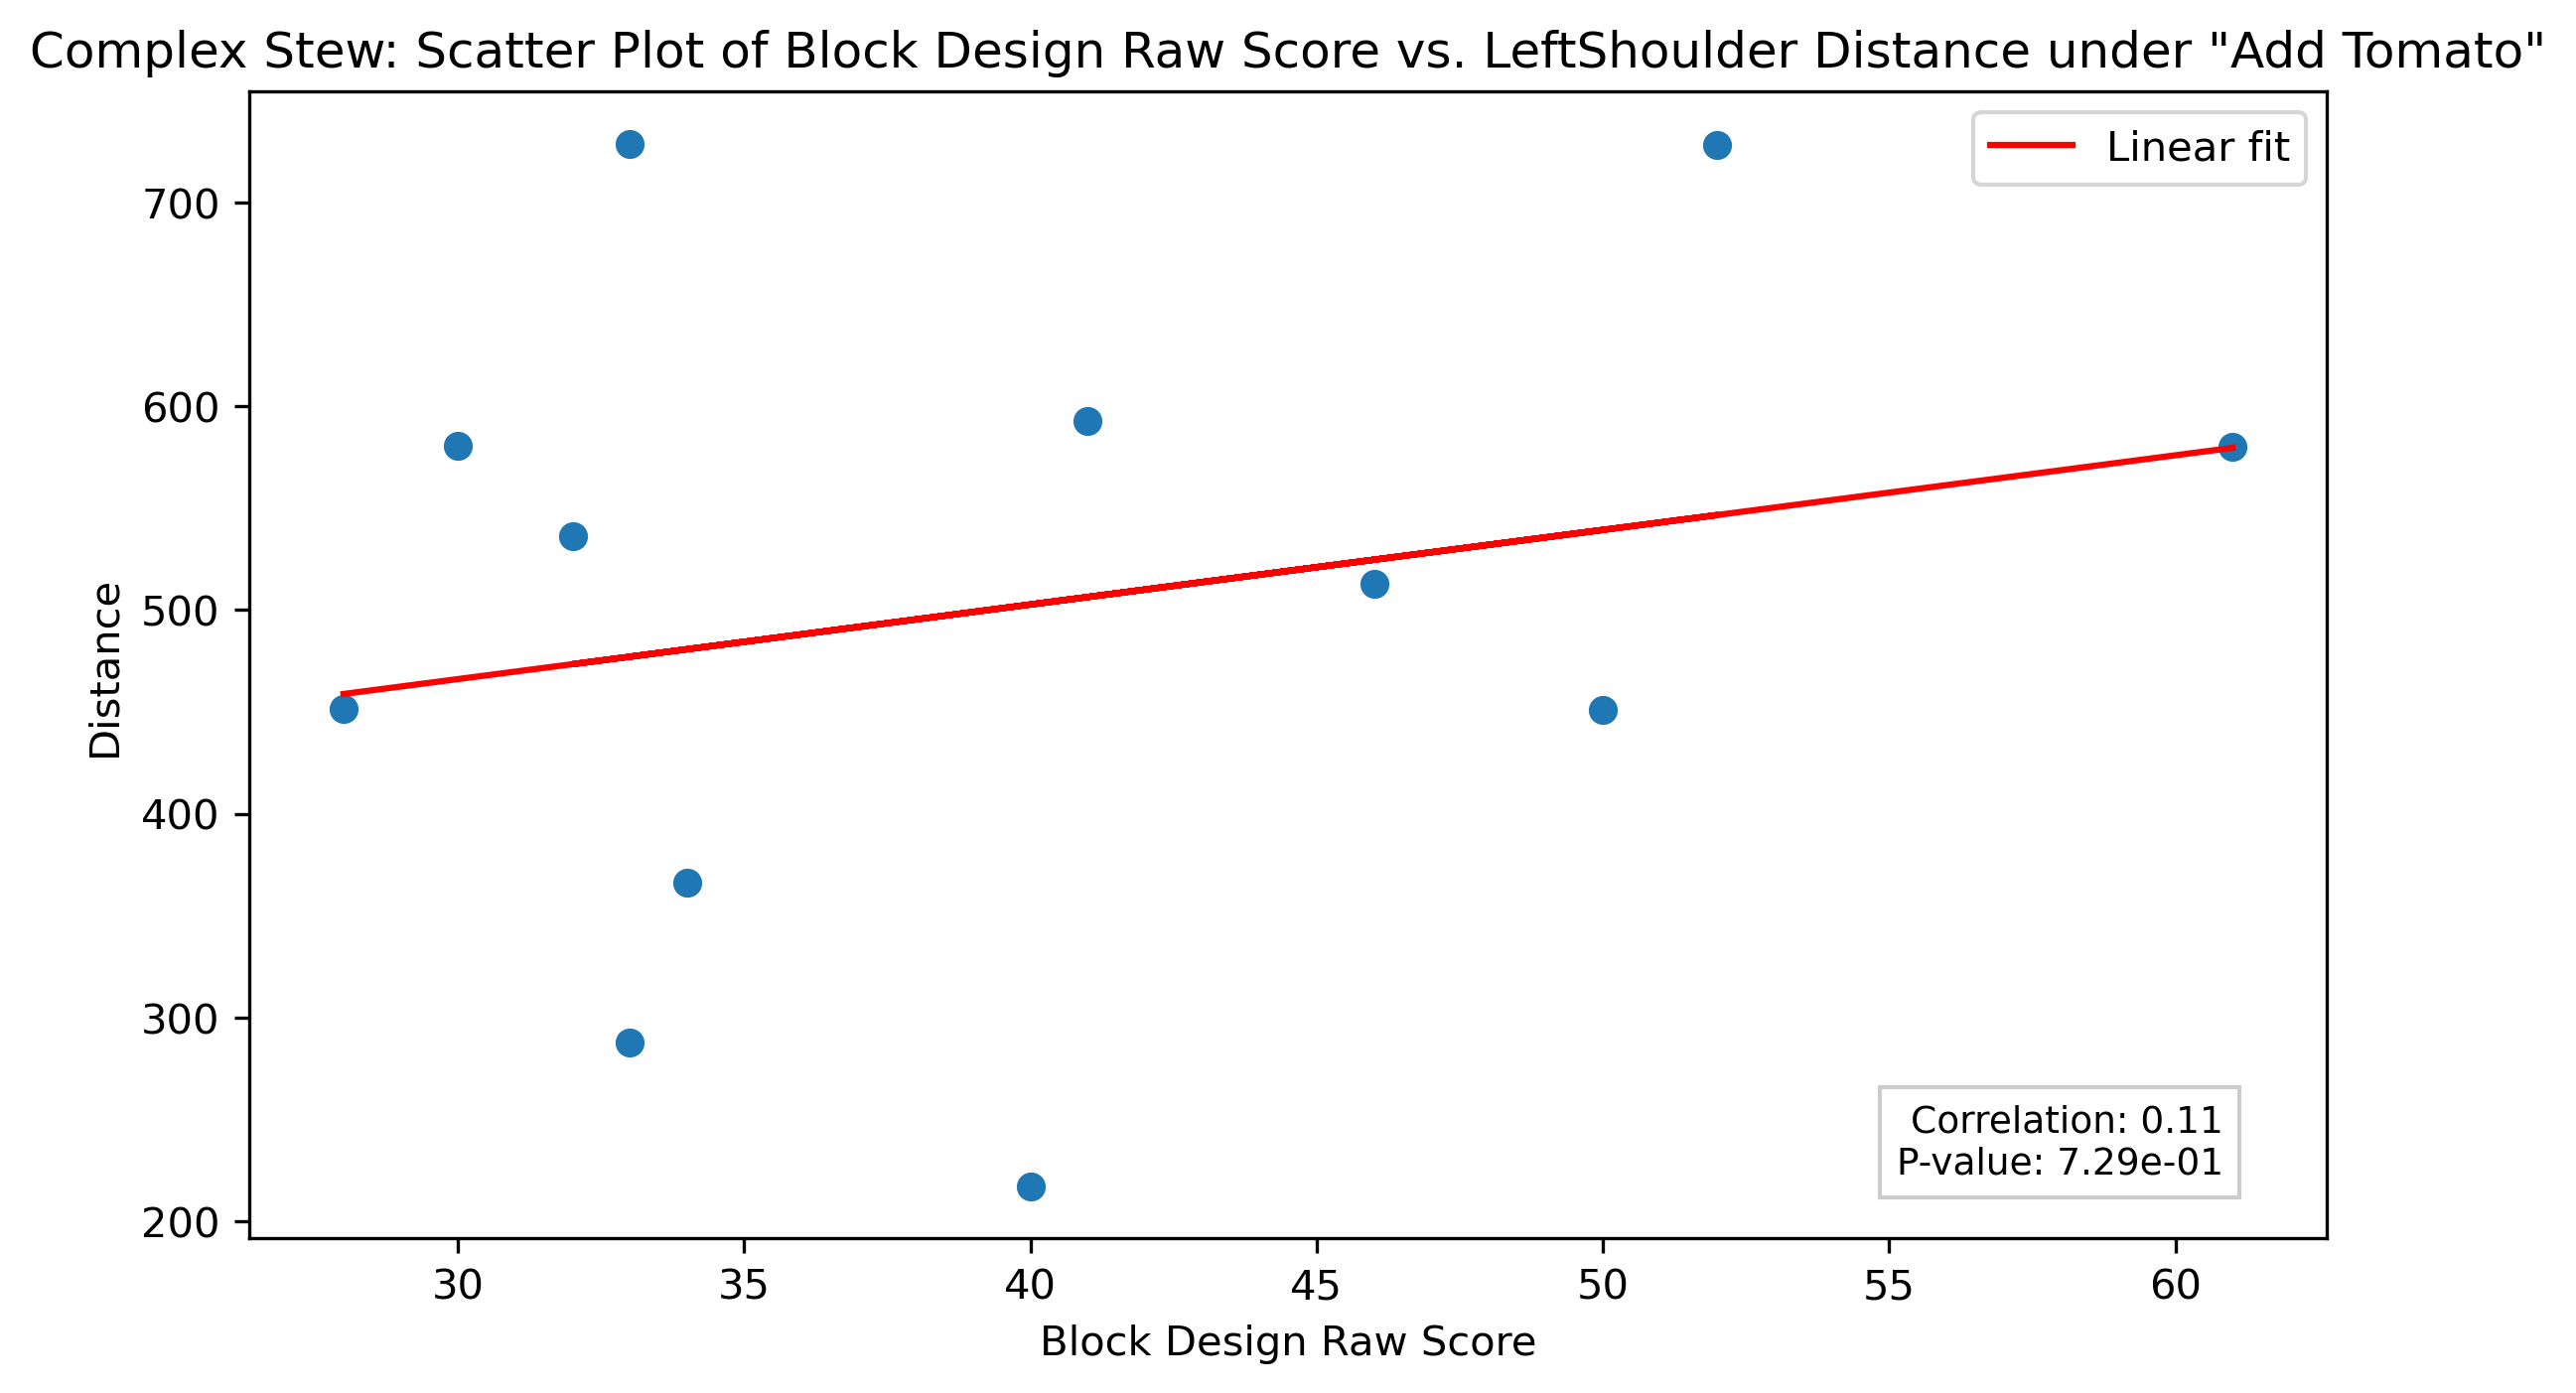 Complex Stew: Scatter Plot of Block Design Raw Score vs. LeftShoulder Distance under "Add Tomato"
Linear fit
700
600
500
400
300
200
Distance
Correlation: 0.11
P-value: 7.29e-01
30 35 40 45 50 55 60
Block Design Raw Score